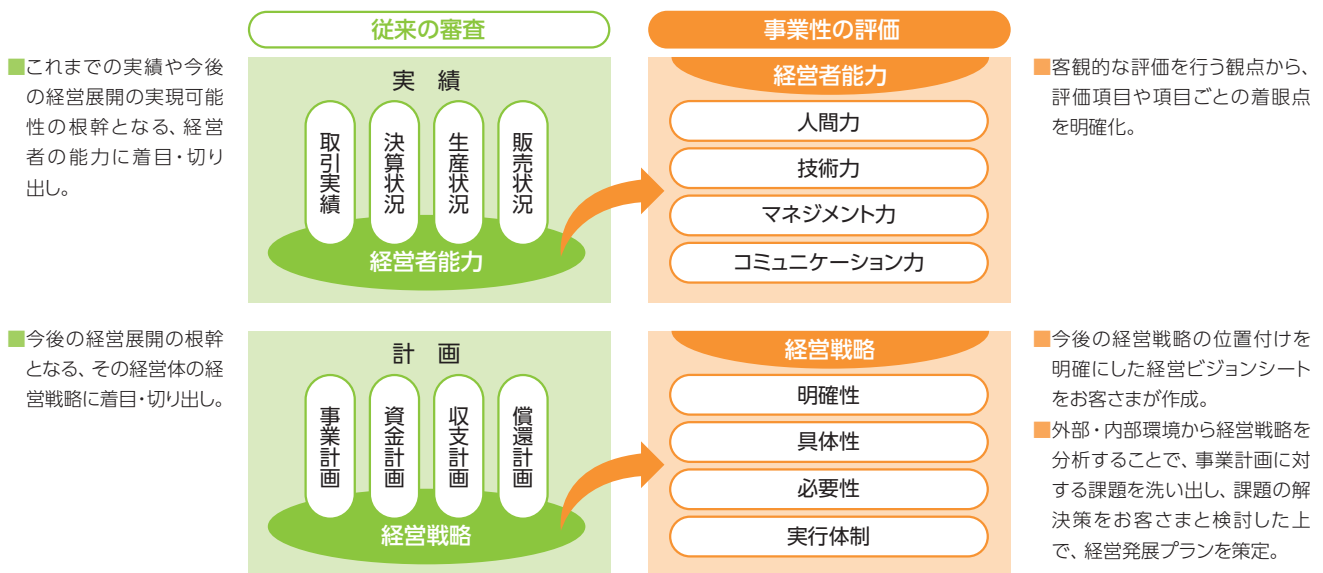 従来の審査
事業性の評価
■これまでの実績や今後
の経営展開の実現可能
性の根幹となる、経営
者の能力に着目・切り
出し。
実 績
取引実績
決算状況
生産状況
販売状況
経営者能力
経営者能力
人間力
技術力
マネジメント力
コミュニケーション力
■客観的な評価を行う観点から、
評価項目や項目ごとの着眼点
を明確化。
■今後の経営展開の根幹
となる、その経営体の経
営戦略に着目・切り出し。
計 画
事業計画
資金計画
収支計画
償還計画
経営戦略
経営戦略
明確性
具体性
必要性
実行体制
■今後の経営戦略の位置付けを
明確にした経営ビジョンシート
をお客さまが作成。
■外部・内部環境から経営戦略を
分析することで、事業計画に対
する課題を洗い出し、課題の解
決策をお客さまと検討した上
で、経営発展プランを策定。